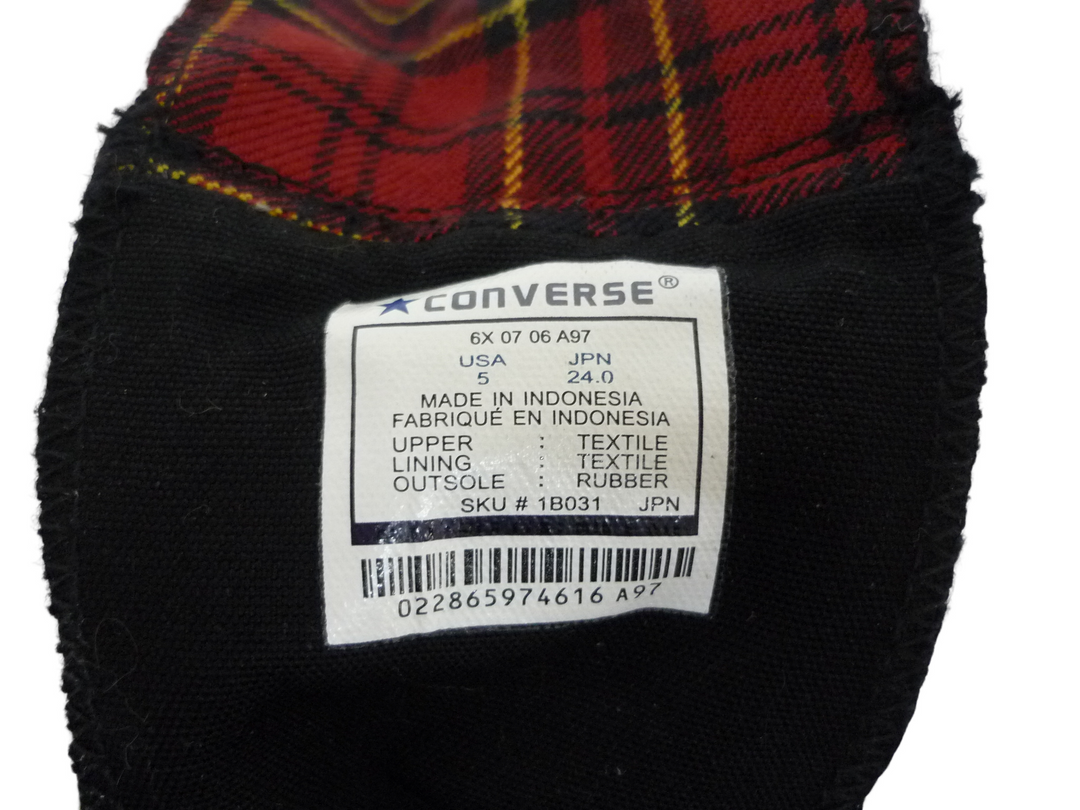 CONVERSE®
6X 07 06 A97
USA JPN
5 24.0
MADE IN INDONESIA
FABRIQUÉ EN INDONESIA
UPPER : TEXTILE
LINING : TEXTILE
OUTSOLE : RUBBER
SKU # 1B031 JPN
022865974616 A97